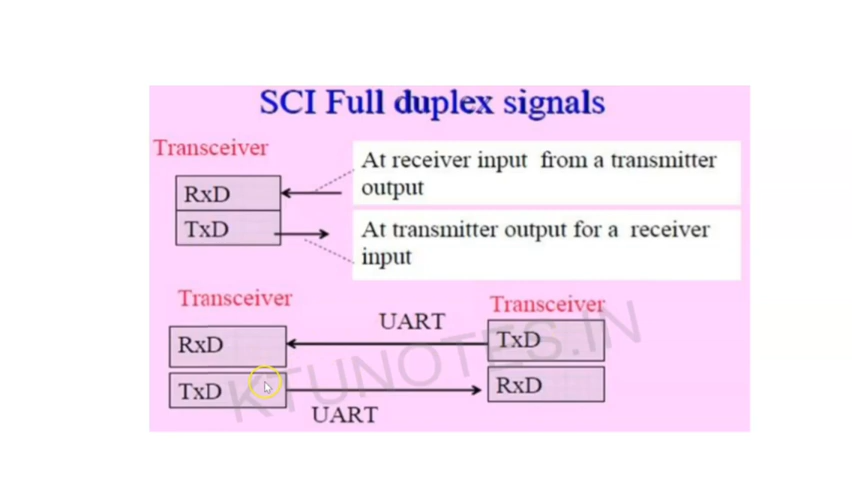 SCI Full duplex signals
Transceiver
At receiver input from a transmitter
output
RxD
TxD
At transmitter output for a receiver
input
Transceiver
Transceiver
UART
RxD
TxD
TxD
RxD
UART
KTUNOTES.IN